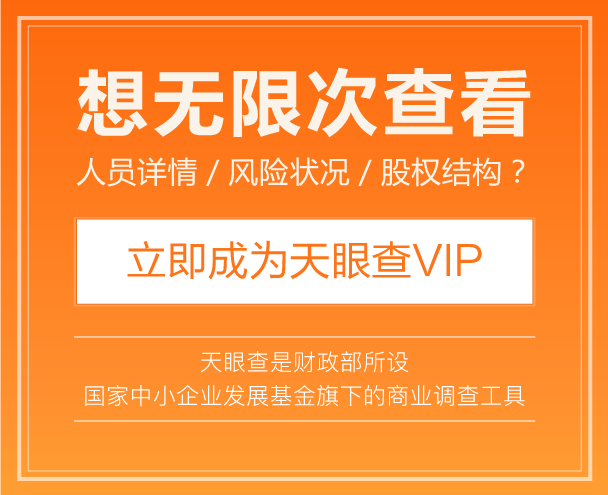 想无限次查看
人员详情 / 风险状况 / 股权结构？
立即成为天眼查VIP
天眼查是财政部所设
国家中小企业发展基金旗下的商业调查工具